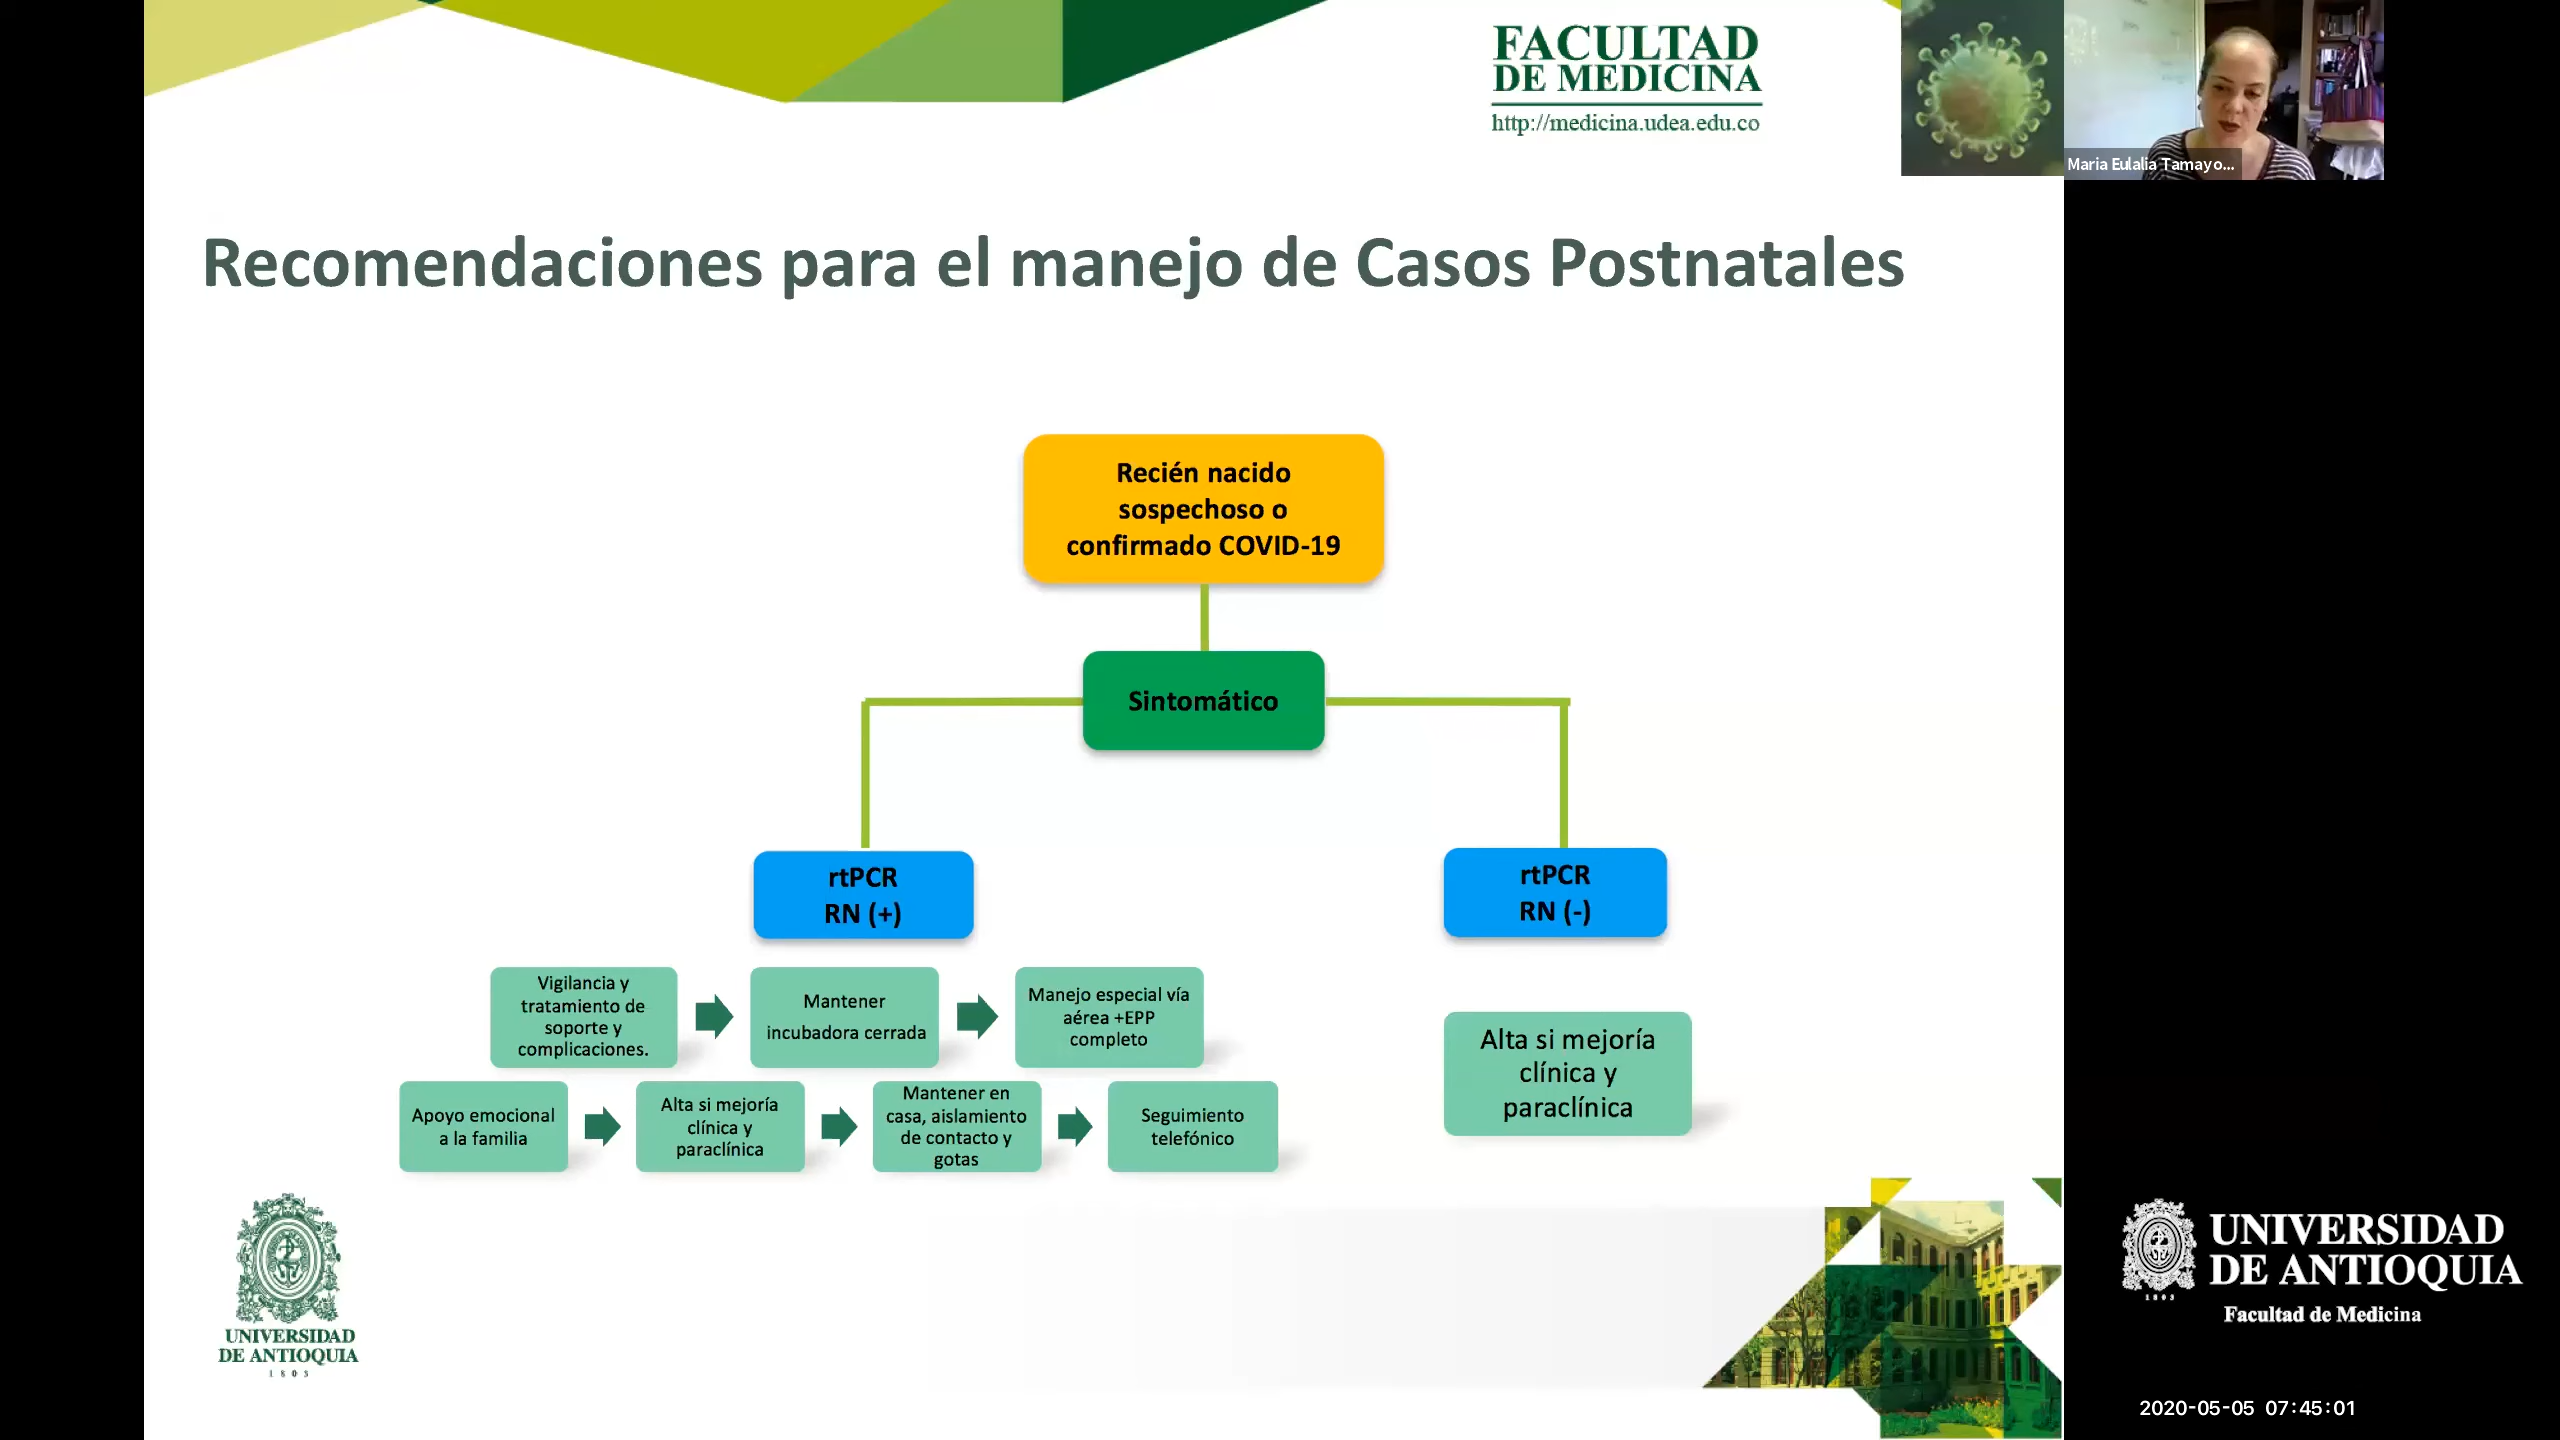 FACULTAD
DE MEDICINA
http://medicina.udea.edu.co
Maria Eulalia Tamayo...
Recomendaciones para el manejo de Casos Postnatales
Recién nacido
sospechoso o
confirmado COVID-19
Sintomático
rtPCR
RN (+)
rtPCR
RN (-)
Vigilancia y
tratamiento de
soporte y
complicaciones.
Mantener
incubadora cerrada
Manejo especial vía
aérea +EPP
completo
Apoyo emocional
a la familia
Alta si mejoría
clínica y
paraclínica
Mantener en
casa, aislamiento
de contacto y
gotas
Seguimiento
telefónico
Alta si mejoría
clínica y
paraclínica
UNIVERSIDAD
DE ANTIOQUIA
1803
UNIVERSIDAD
DE ANTIOQUIA
1803
Facultad de Medicina
2020-05-05 07:45:01